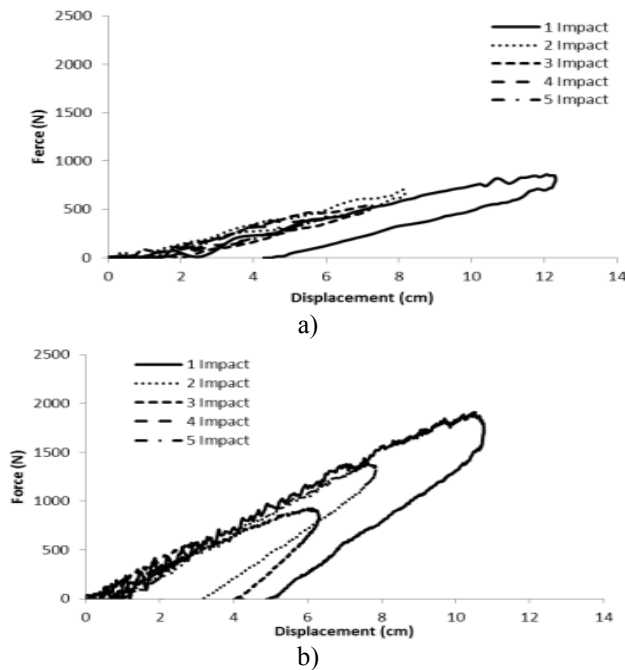 2500
2000
1500
1000
500
0
Ferce (N)
1 Impact
2 Impact
3 Impact
4 Impact
5 Impact
0 2 4 6 8 10 12 14
Displacement (cm)
a)
2500
2000
1500
1000
500
0
Force (N)
1 Impact
2 Impact
3 Impact
4 Impact
5 Impact
0 2 4 6 8 10 12 14
Displacement (cm)
b)